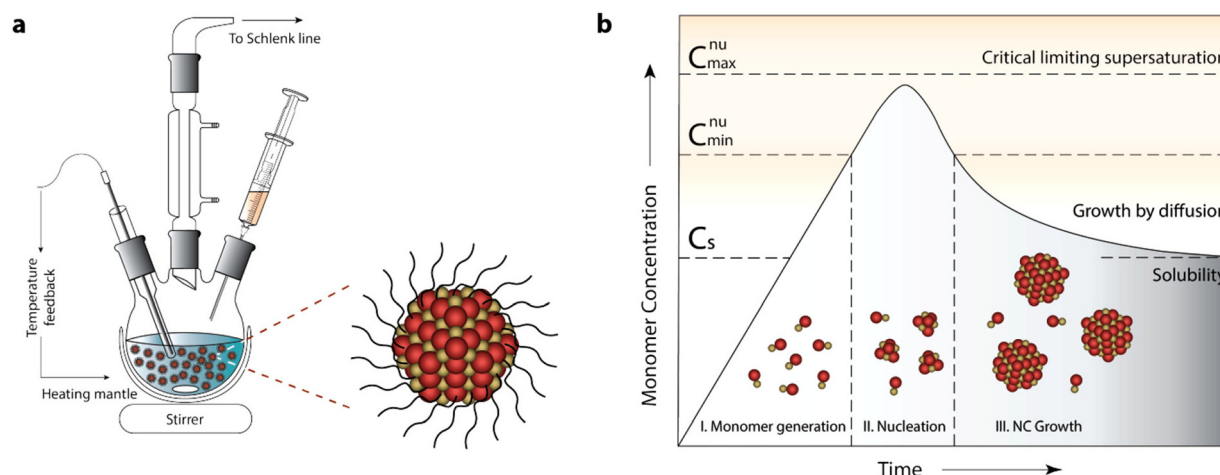 a
To Schlenk line
Temperature
feedback
Heating mantle
Stirrer
b
Monomer Concentration
C nu max
Critical limiting supersaturation
C nu min
Growth by diffusion
Cs
Solubility
I. Monomer generation
II. Nucleation
III. NC Growth
Time